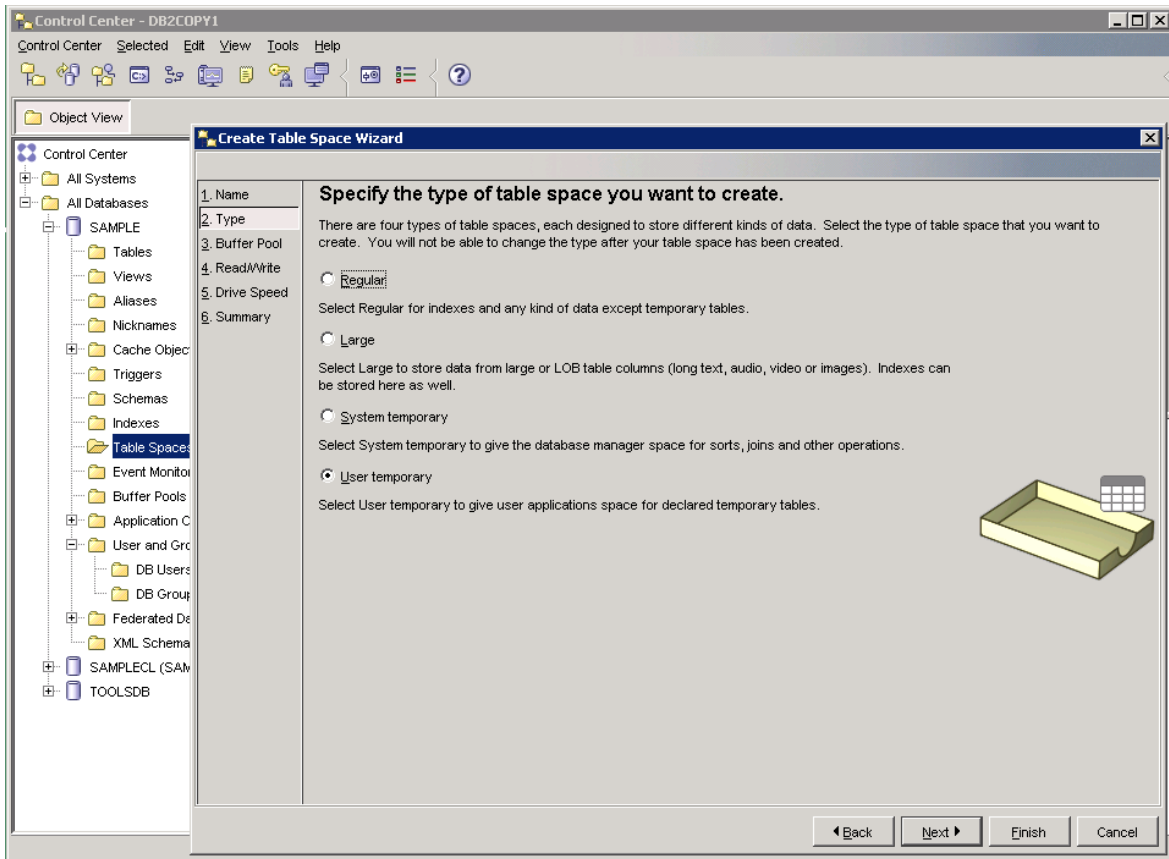 Control Center - DB2COPY1
Control Center Selected Edit View Tools Help
Object View
Control Center
All Systems
All Databases
SAMPLE
Tables
Views
Aliases
Nicknames
Cache Objec
Triggers
Schemas
Indexes
Table Spaces
Event Monitor
Buffer Pools
Application C
User and Gro
DB Users
DB Group
Federated De
XML Schema
SAMPLECL (SAM
TOOLSDB
Create Table Space Wizard
1. Name
2. Type
3. Buffer Pool
4. Read/Write
5. Drive Speed
6. Summary
Specify the type of table space you want to create.
There are four types of table spaces, each designed to store different kinds of data. Select the type of table space that you want to
create. You will not be able to change the type after your table space has been created.
Regular
Select Regular for indexes and any kind of data except temporary tables.
Large
Select Large to store data from large or LOB table columns (long text, audio, video or images). Indexes can
be stored here as well.
System temporary
Select System temporary to give the database manager space for sorts, joins and other operations.
User temporary
Select User temporary to give user applications space for declared temporary tables.
Back Next Finish Cancel